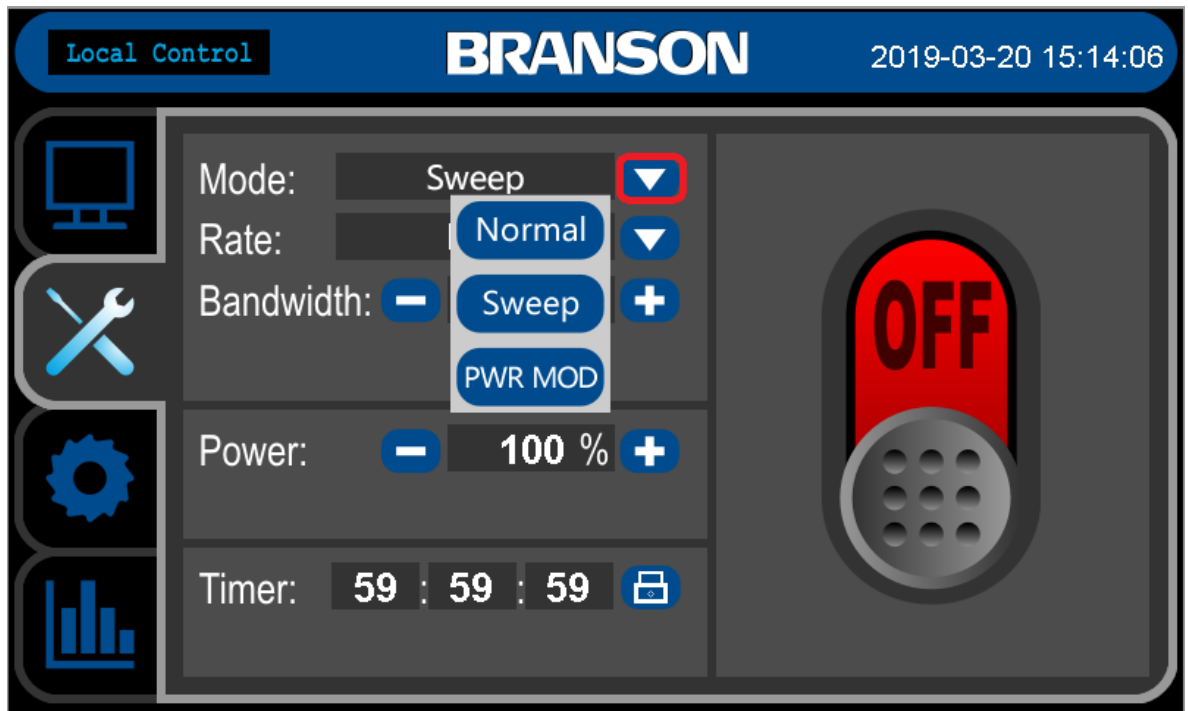 Local Control
BRANSON
2019-03-20 15:14:06
Mode: Sweep
Normal
Rate:
Bandwidth:
Sweep
PWR MOD
Power: 100 %
Timer: 59 : 59 : 59
OFF